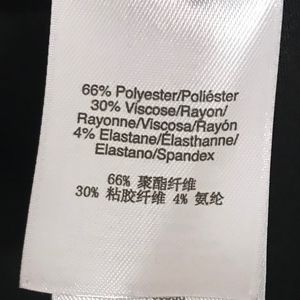 66% Polyester/Poliéster
30% Viscose/Rayon/
Rayonne/Viscosa/Rayón
4% Elastane/Élasthanne/
Elastano/Spandex
66% 聚酯纤维
30% 粘胶纤维 4% 氨纶